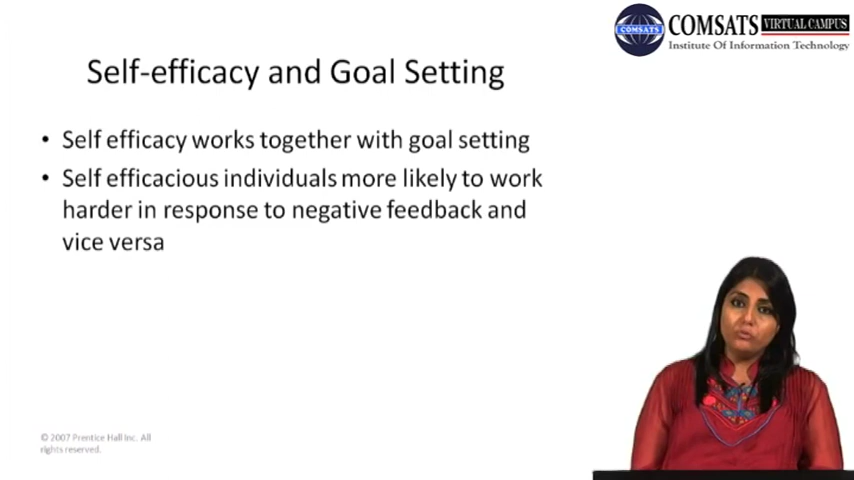 COMSATS VIRTUAL CAMPUS
COMSATS
Institute Of Information Technology
Self-efficacy and Goal Setting
• Self efficacy works together with goal setting
• Self efficacious individuals more likely to work
harder in response to negative feedback and
vice versa
© 2007 Prentice Hall Inc. All
rights reserved.